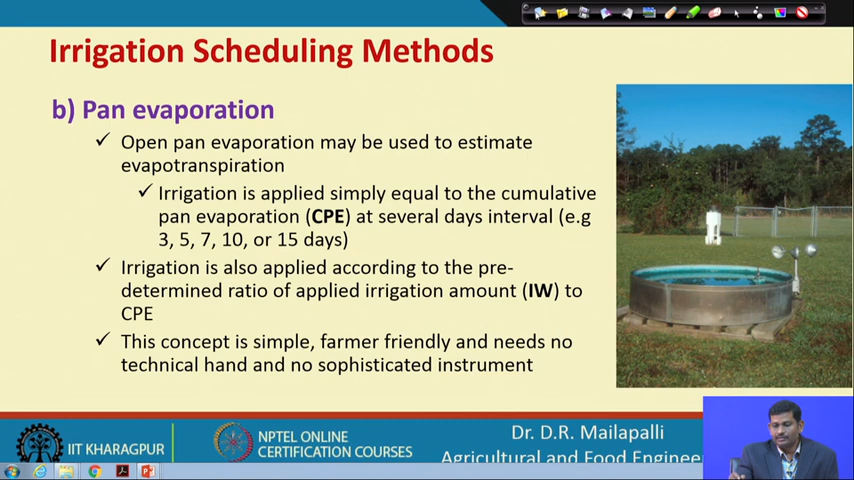 Irrigation Scheduling Methods
b) Pan evaporation
✓ Open pan evaporation may be used to estimate
evapotranspiration
✓ Irrigation is applied simply equal to the cumulative
pan evaporation (CPE) at several days interval (e.g
3, 5, 7, 10, or 15 days)
✓ Irrigation is also applied according to the pre-
determined ratio of applied irrigation amount (IW) to
CPE
✓ This concept is simple, farmer friendly and needs no
technical hand and no sophisticated instrument
IIT KHARAGPUR
NPTEL ONLINE
CERTIFICATION COURSES
Dr. D.R. Mailapalli
Agricultural and Food Engineer